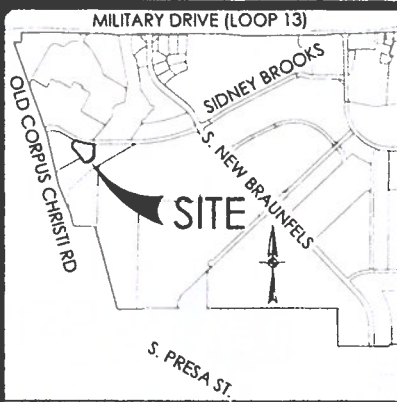 MILITARY DRIVE (LOOP 13)
SIDNEY BROOKS
OLD CORPUS CHRISTI RD
S. NEW BRAUNFELS
SITE
S. PRESA ST.